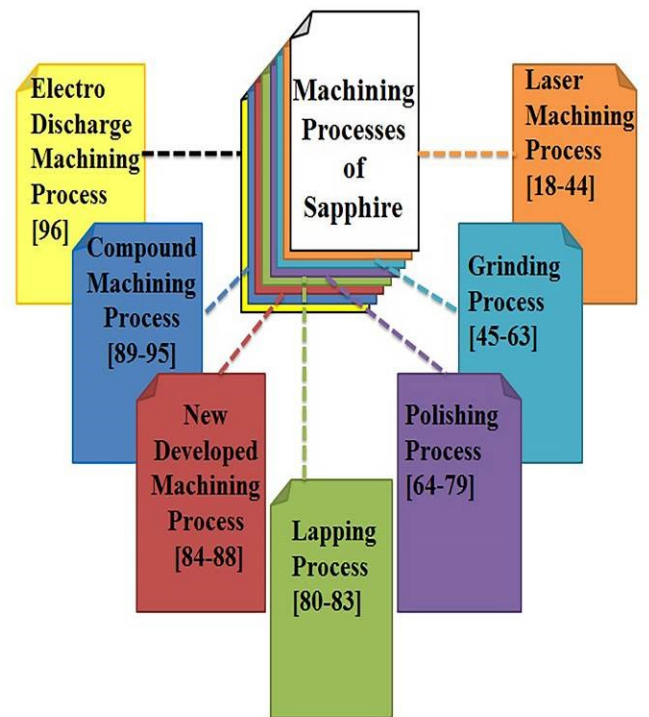 Machining
Processes
of
Sapphire
Electro
Discharge
Machining
Process
[96]
Laser
Machining
Process
[18-44]
Compound
Machining
Process
[89-95]
Grinding
Process
[45-63]
New
Developed
Machining
Process
[84-88]
Polishing
Process
[64-79]
Lapping
Process
[80-83]